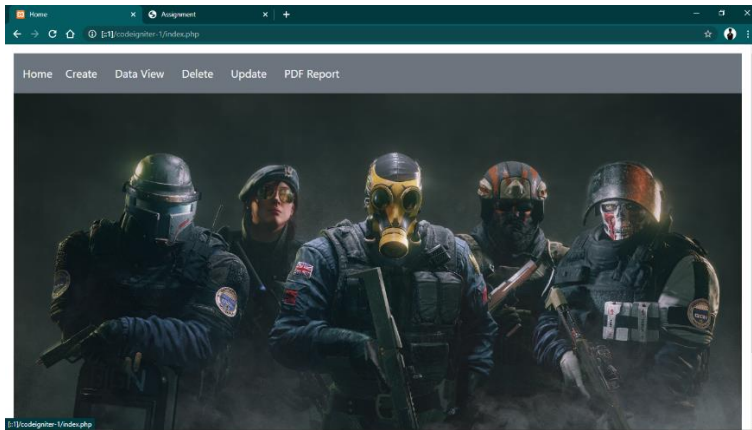 Home
Assignment
[::1]/codeigniter-1/index.php
Home Create Data View Delete Update PDF Report
[::1]/codeigniter-1/index.php